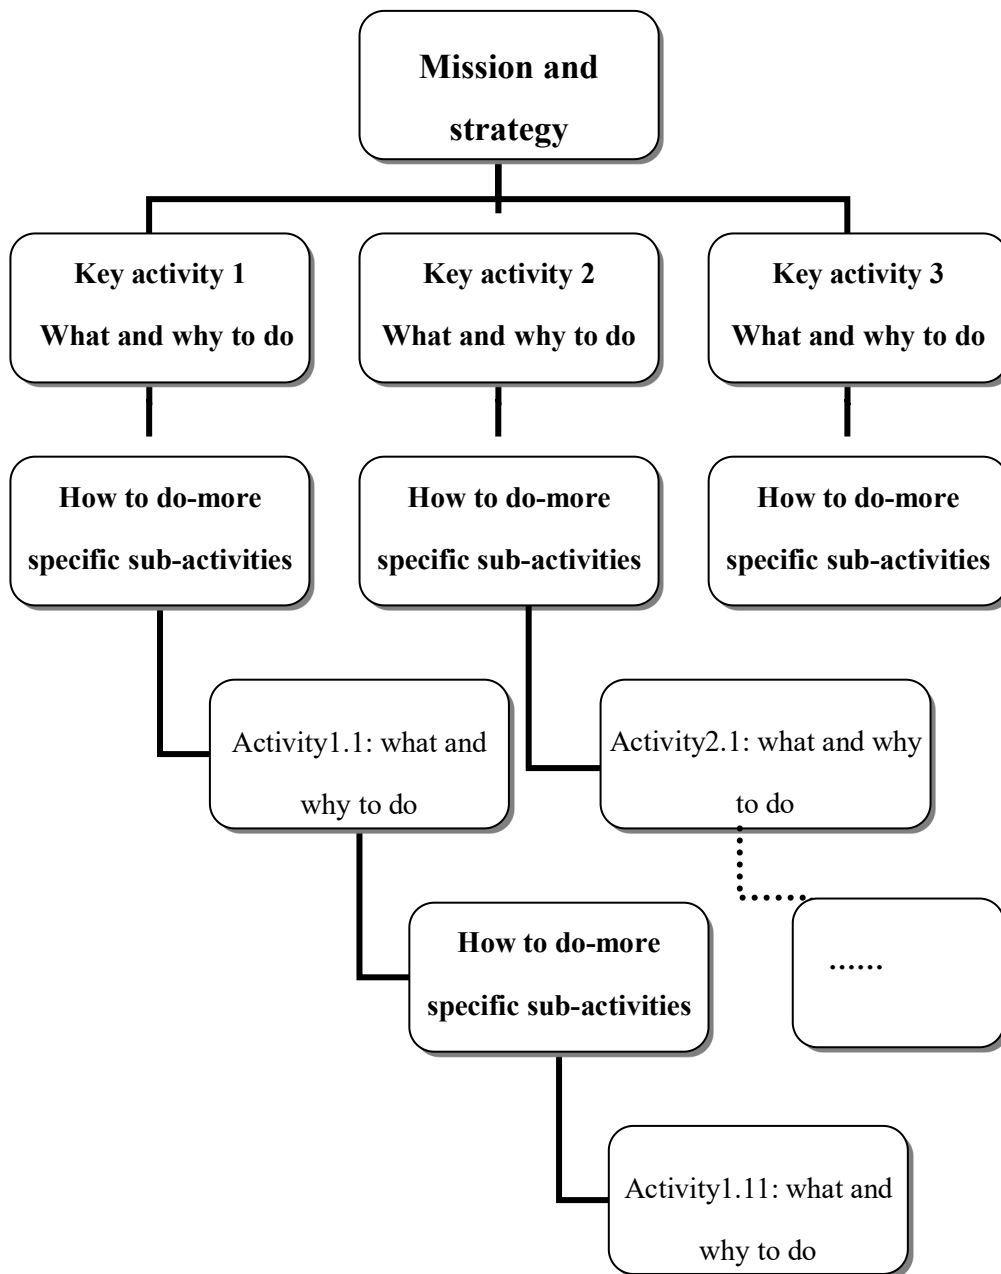 Mission and
strategy
Key activity 1
What and why to do
Key activity 2
What and why to do
Key activity 3
What and why to do
How to do-more
specific sub-activities
How to do-more
specific sub-activities
How to do-more
specific sub-activities
Activity1.1: what and
why to do
Activity2.1: what and why
to do
How to do-more
specific sub-activities
......
Activity1.11: what and
why to do